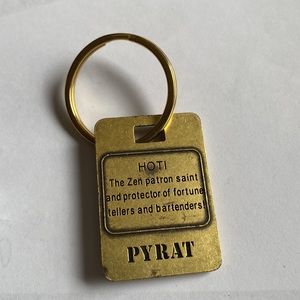 HOTI
The Zen patron saint
and protector of fortune
tellers and bartenders
PYRAT